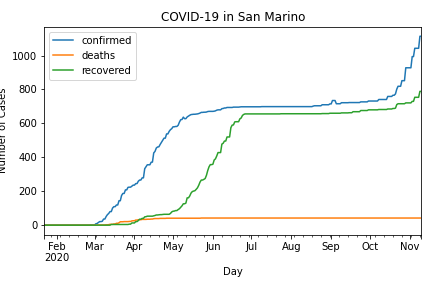 COVID-19 in San Marino
confirmed
deaths
recovered
Number of Cases
1000
800
600
400
200
0
Feb
2020
Mar
Apr
May
Jun
Jul
Aug
Sep
Oct
Nov
Day